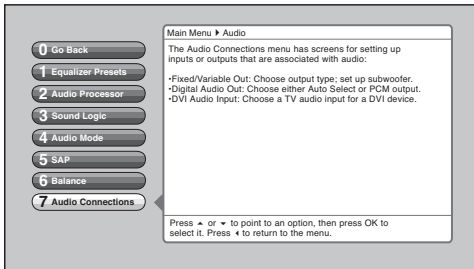 Main Menu ▶ Audio
0 Go Back
1 Equalizer Presets
2 Audio Processor
3 Sound Logic
4 Audio Mode
5 SAP
6 Balance
7 Audio Connections
The Audio Connections menu has screens for setting up
inputs or outputs that are associated with audio:
•Fixed/Variable Out: Choose output type; set up subwoofer.
•Digital Audio Out: Choose either Auto Select or PCM output.
•DVI Audio Input: Choose a TV audio input for a DVI device.
Press ▲ or ▼ to point to an option, then press OK to
select it. Press ◀ to return to the menu.